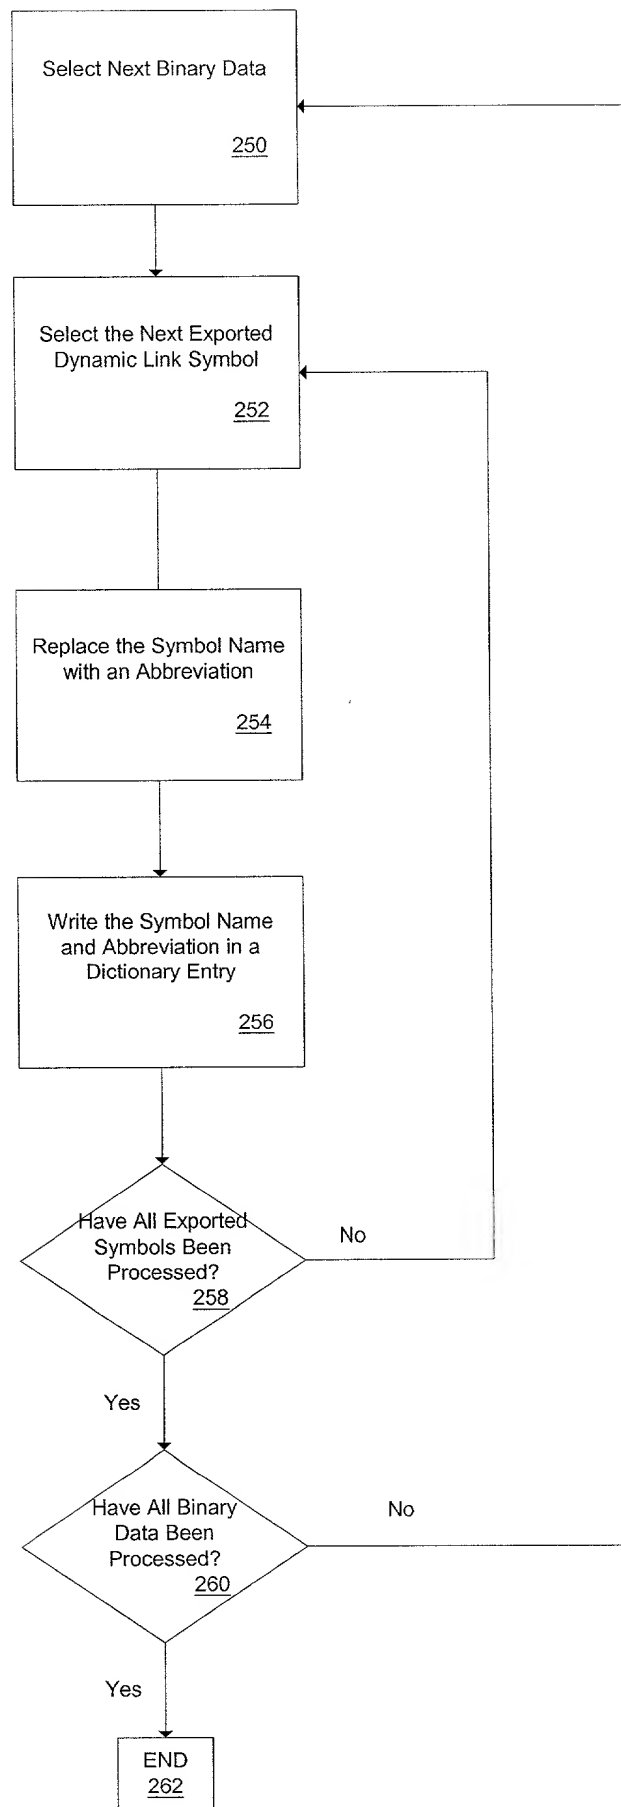 Select Next Binary Data
250
Select the Next Exported
Dynamic Link Symbol
252
Replace the Symbol Name
with an Abbreviation
254
Write the Symbol Name
and Abbreviation in a
Dictionary Entry
256
Have All Exported
Symbols Been
Processed?
258
No
Yes
Have All Binary
Data Been
Processed?
260
No
Yes
END
262